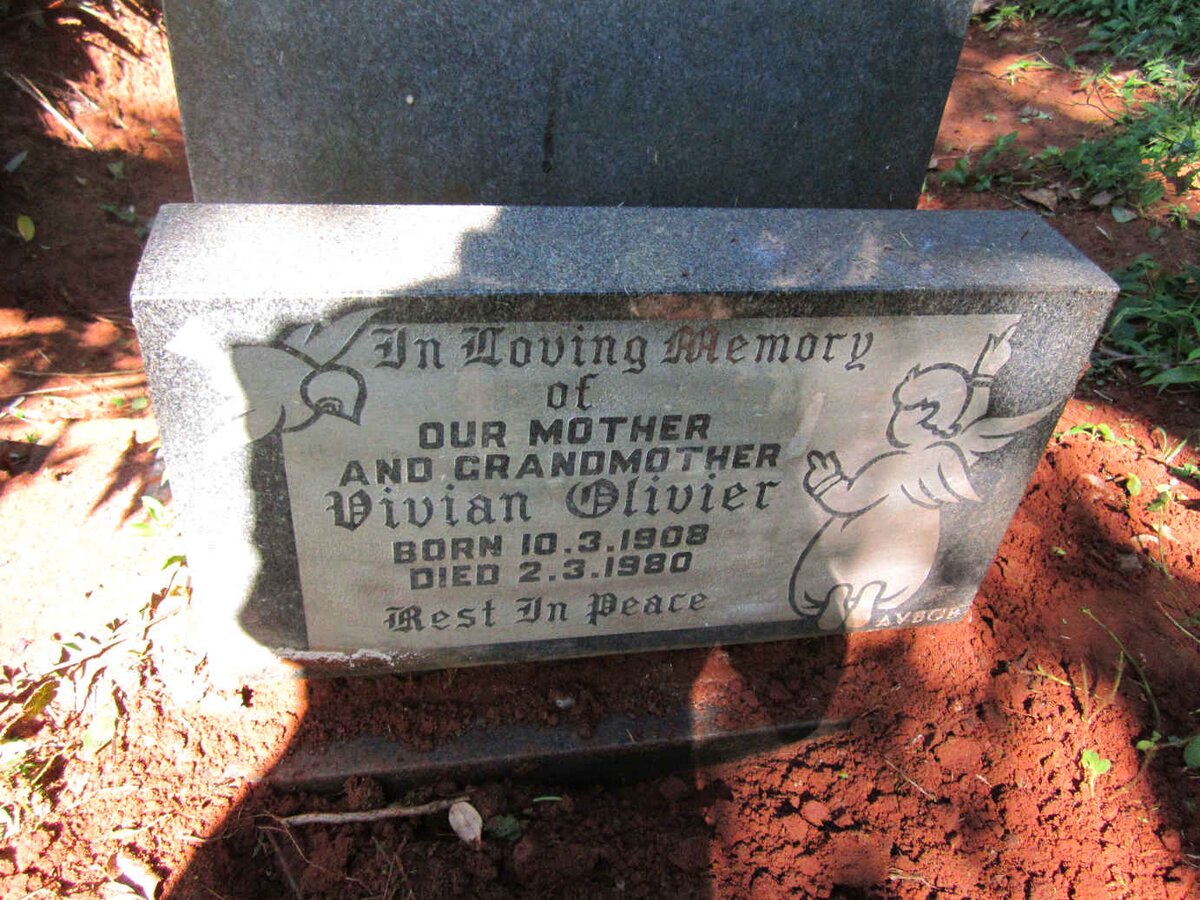 In Loving Memory
of
OUR MOTHER
AND GRANDMOTHER
Vivian Olivier
BORN 10.3.1908
DIED 2.3.1980
Rest In Peace